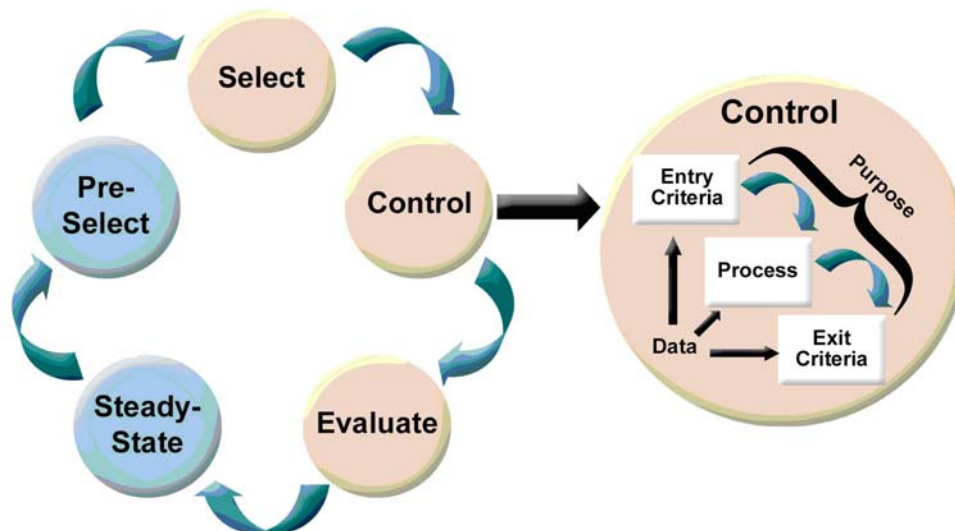 Select
Pre-
Select
Control
Steady-
State
Evaluate
Control
Entry
Criteria
Purpose
Process
Data
Exit
Criteria